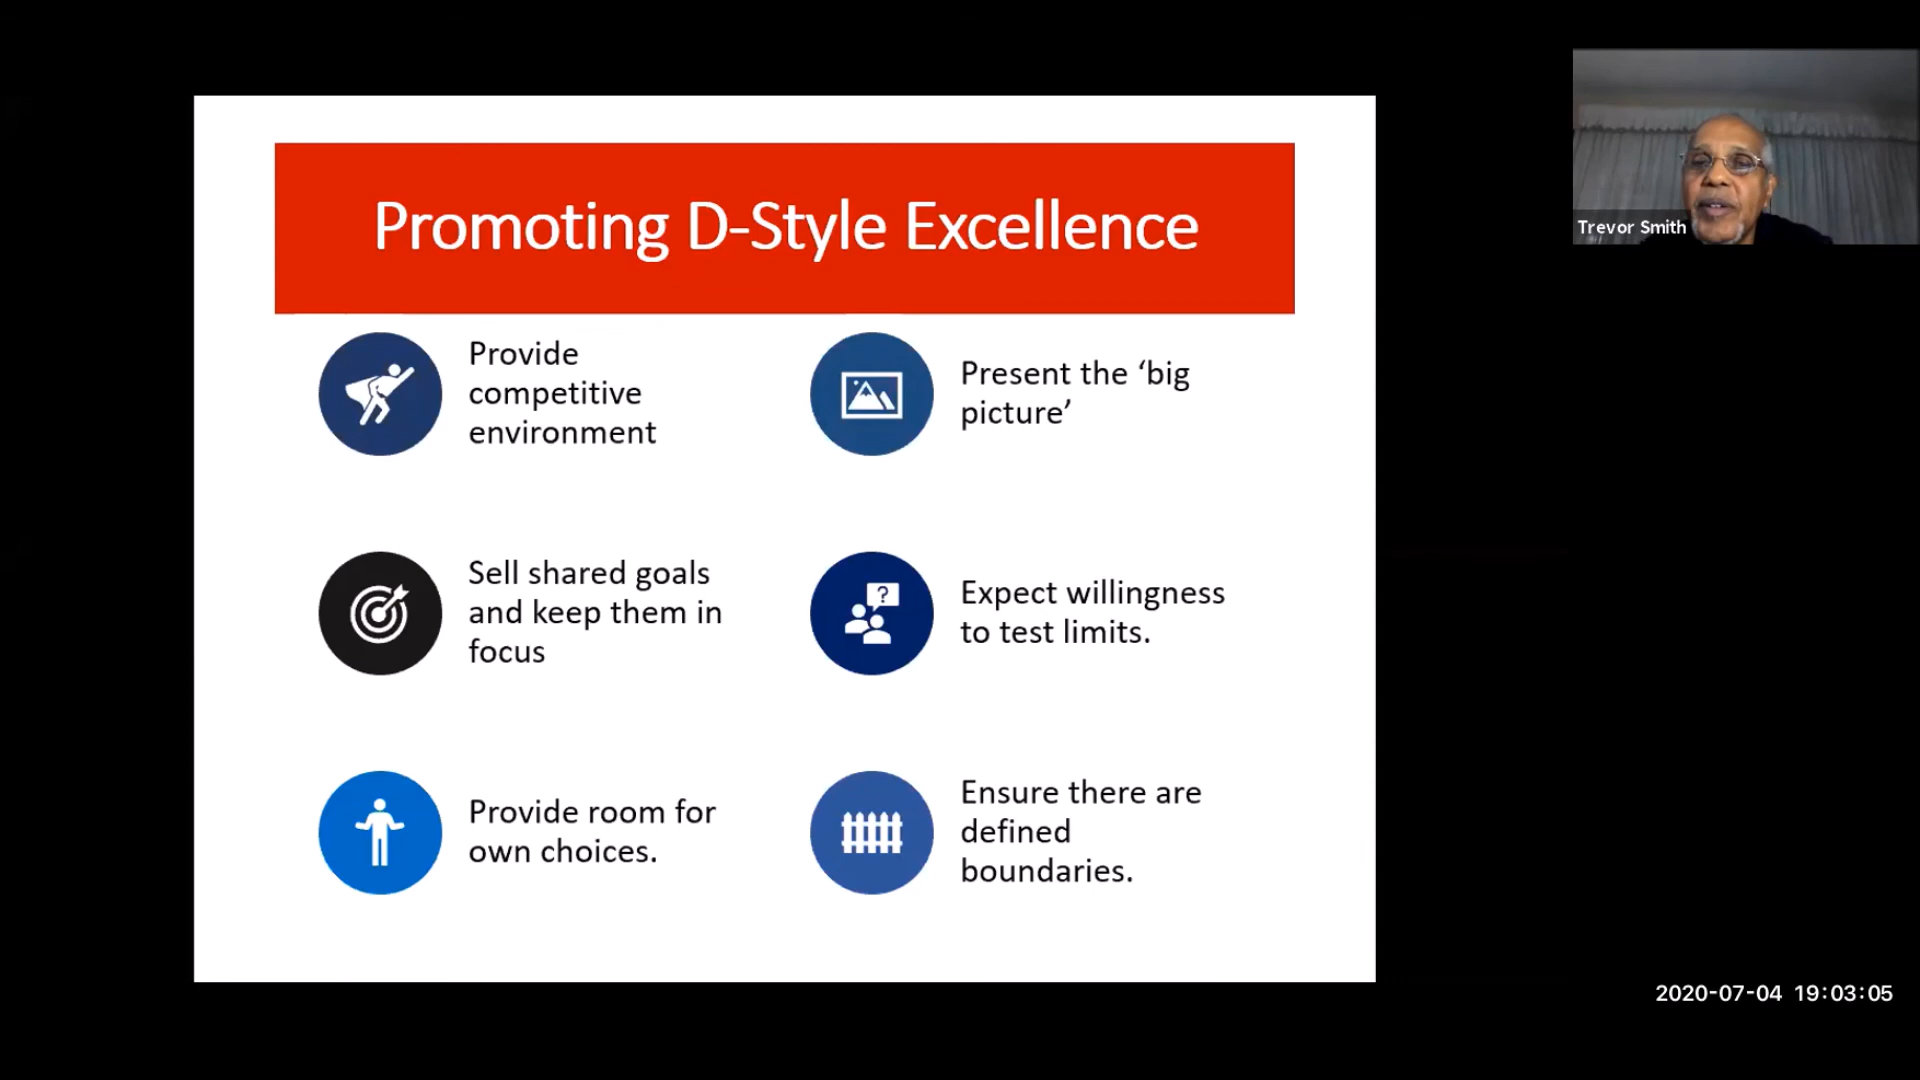 Promoting D-Style Excellence
Provide
competitive
environment
Present the ‘big
picture’
Sell shared goals
and keep them in
focus
?
Expect willingness
to test limits.
Provide room for
own choices.
Ensure there are
defined
boundaries.
Trevor Smith
2020-07-04 19:03:05